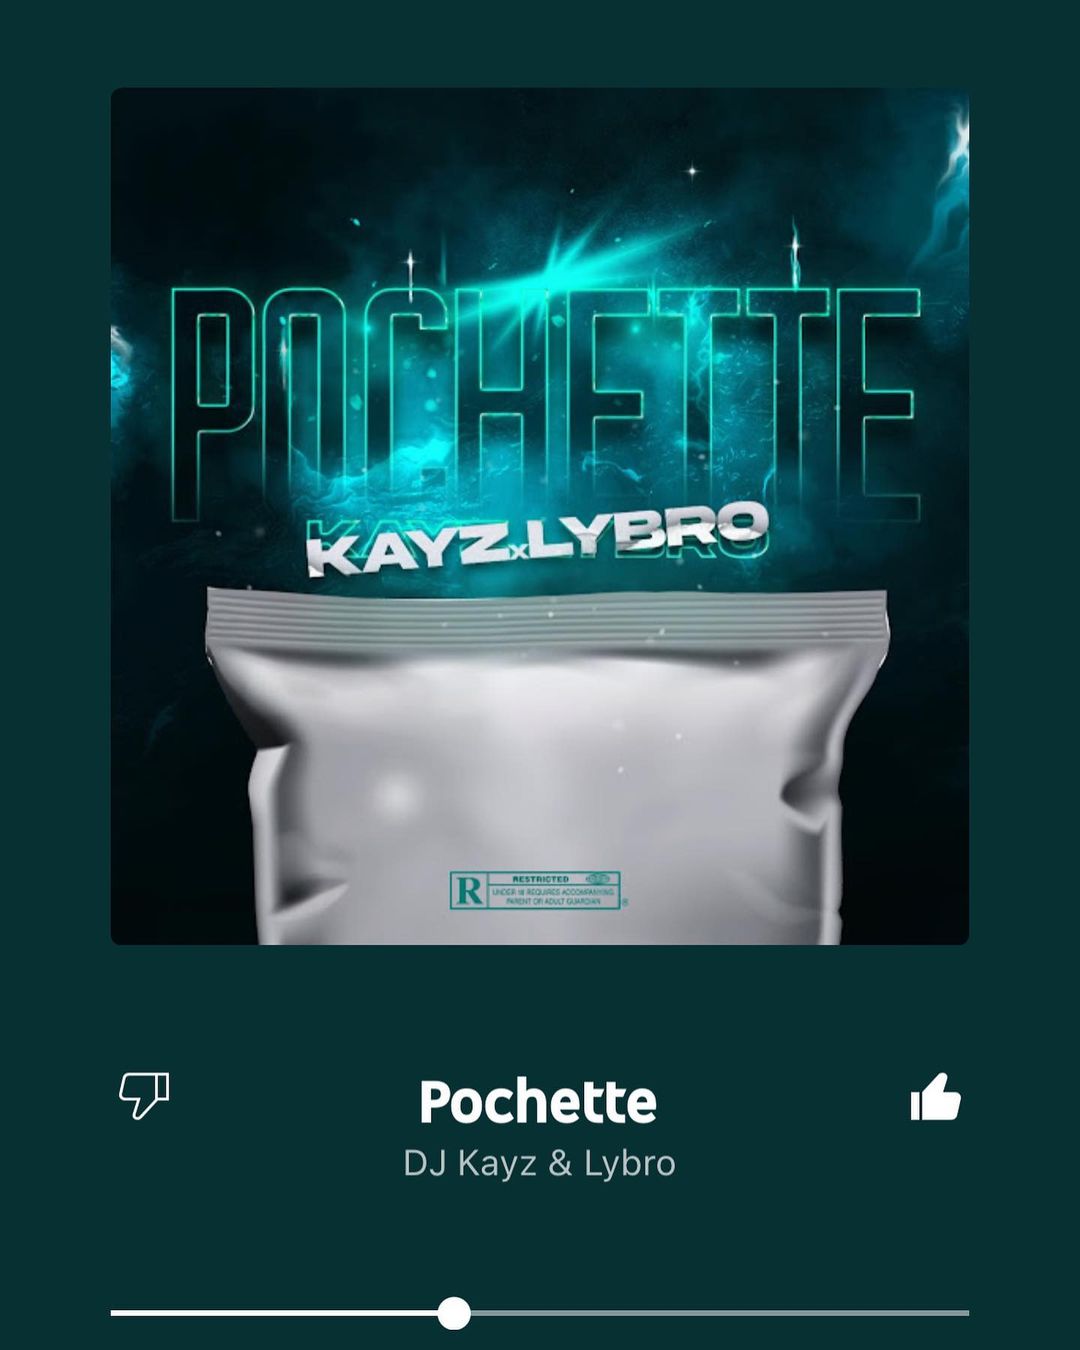 POCHETTE
KAYZ x LYBRO
R
RESTRICTED
UNDER 18 REQUIRES ACCOMPANYING
PARENT OR ADULT GUARDIAN
®
Pochette
DJ Kayz & Lybro